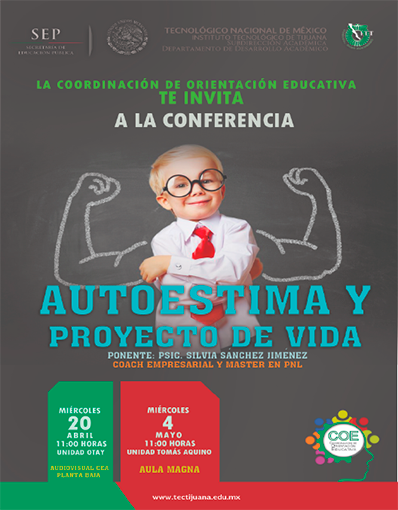 SEP
SECRETARÍA DE
EDUCACIÓN PÚBLICA
TECNOLÓGICO NACIONAL DE MÉXICO
INSTITUTO TECNOLÓGICO DE TIJUANA
SUBDIRECCIÓN ACADÉMICA
DEPARTAMENTO DE DESARROLLO ACADÉMICO
LA COORDINACIÓN DE ORIENTACIÓN EDUCATIVA
TE INVITA
A LA CONFERENCIA
AUTOESTIMA Y
PROYECTO DE VIDA
PONENTE: PSIC. SILVIA SANCHEZ JIMENEZ
COACH EMPRESARIAL Y MASTER EN PNL
MIÉRCOLES
20
ABRIL
11:00 HORAS
UNIDAD OTAY
AUDIOVISUAL CEA
PLANTA BAJA
MIÉRCOLES
4
MAYO
11:00 HORAS
UNIDAD TOMÁS AQUINO
AULA MAGNA
COE
www.tectijuana.edu.mx